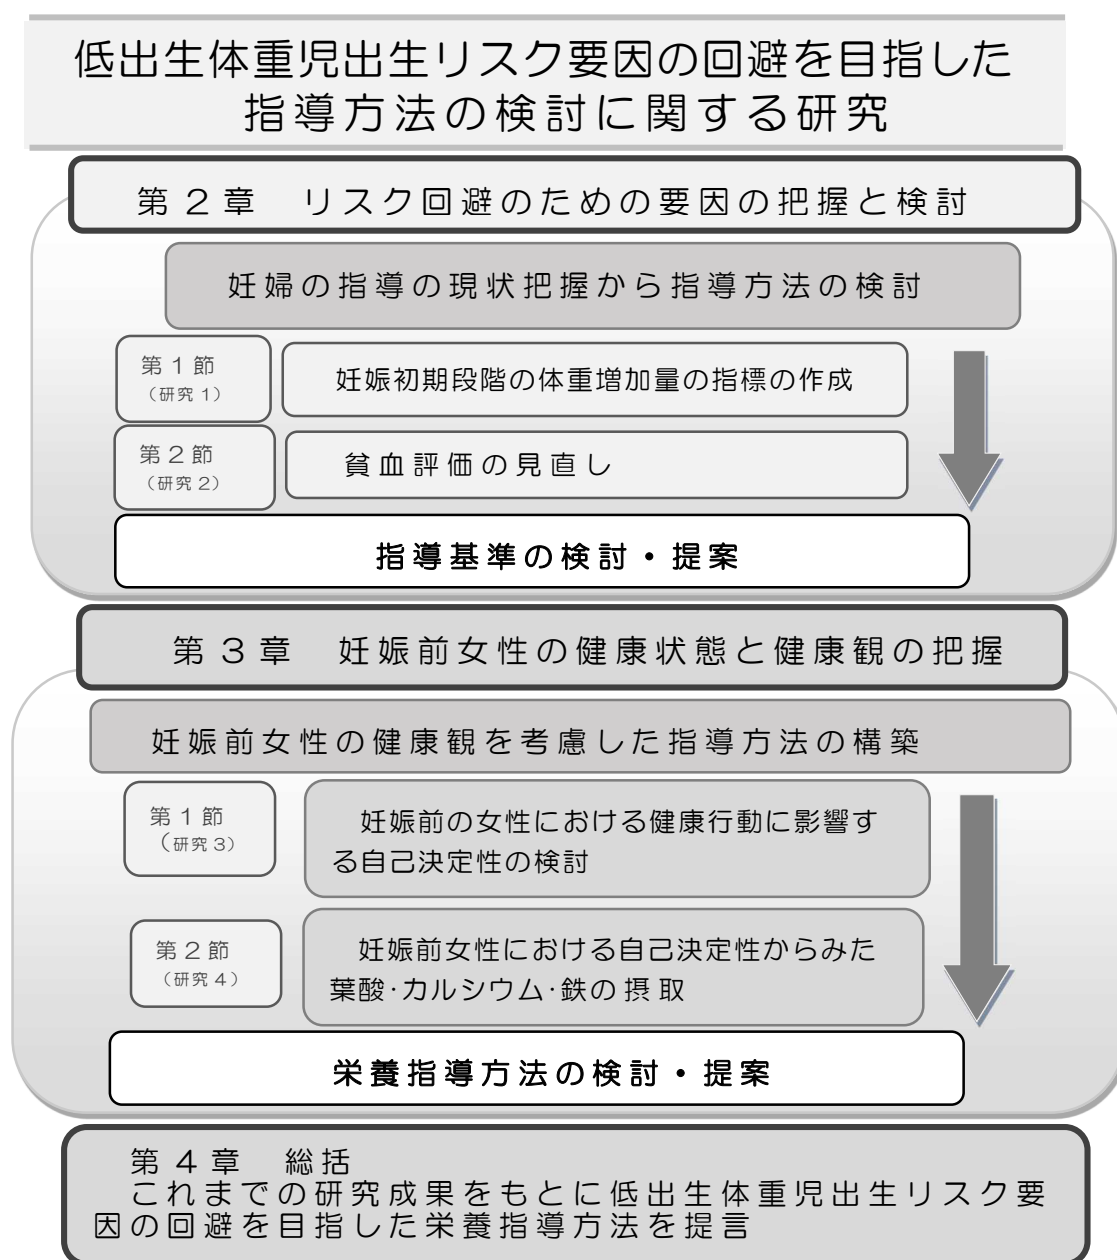 低出生体重児出生リスク要因の回避を目指した
指導方法の検討に関する研究
第２章　リスク回避のための要因の把握と検討
妊婦の指導の現状把握から指導方法の検討
第１節
（研究１）
妊娠初期段階の体重増加量の指標の作成
第２節
（研究２）
貧血評価の見直し
指導基準の検討・提案
第３章　妊娠前女性の健康状態と健康観の把握
妊娠前女性の健康観を考慮した指導方法の構築
第１節
（研究３）
妊娠前の女性における健康行動に影響す
る自己決定性の検討
第２節
（研究４）
妊娠前女性における自己決定性からみた
葉酸･カルシウム･鉄の摂取
栄養指導方法の検討・提案
第４章　総括
これまでの研究成果をもとに低出生体重児出生リスク要
因の回避を目指した栄養指導方法を提言